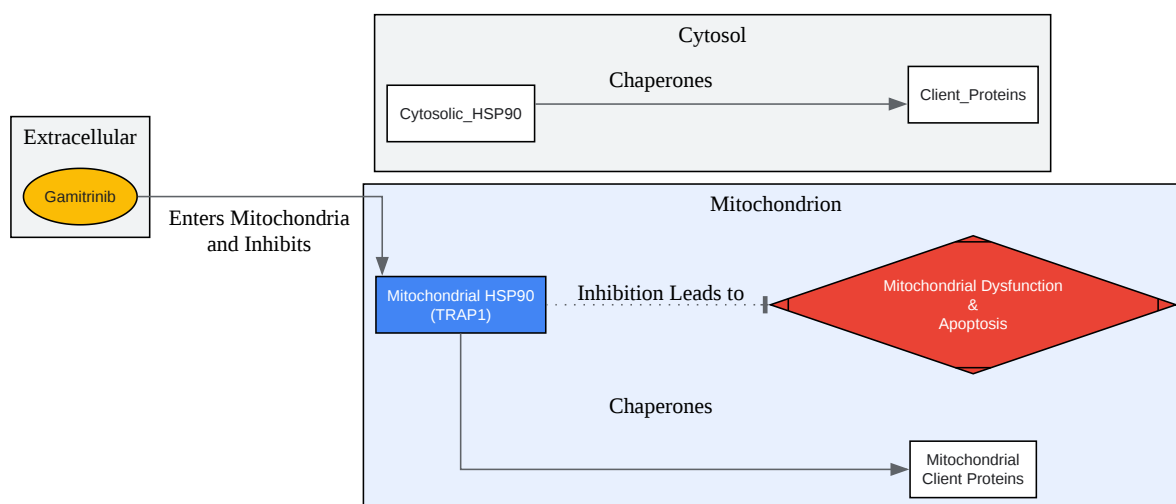 Cytosol
Chaperones
Cytosolic_HSP90
Client_Proteins
Extracellular
Gamitrinib
Enters Mitochondria
and Inhibits
Mitochondrion
Mitochondrial HSP90
(TRAP1)
Inhibition Leads to
Mitochondrial Dysfunction
&
Apoptosis
Chaperones
Mitochondrial
Client Proteins